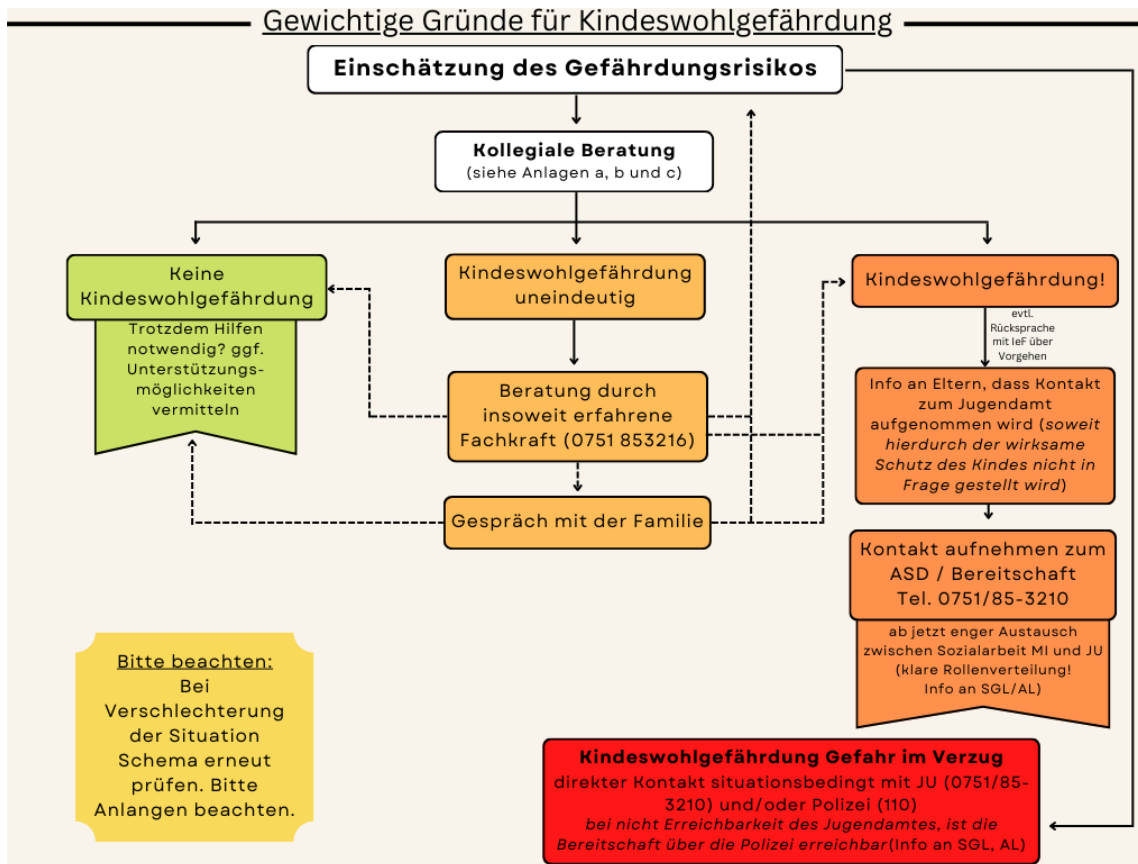 Gewichtige Gründe für Kindeswohlgefährdung
Einschätzung des Gefährdungsrisikos
Kollegiale Beratung
(siehe Anlagen a, b und c)
Keine
Kindeswohlgefährdung
Trotzdem Hilfen
notwendig? ggf.
Unterstützungs-
möglichkeiten
vermitteln
Kindeswohlgefährdung
uneindeutig
Beratung durch
insoweit erfahrene
Fachkraft (0751 853216)
Gespräch mit der Familie
Kindeswohlgefährdung!
evtl.
Rücksprache
mit IeF über
Vorgehen
Info an Eltern, dass Kontakt
zum Jugendamt
aufgenommen wird (soweit
hierdurch der wirksame
Schutz des Kindes nicht in
Frage gestellt wird)
Kontakt aufnehmen zum
ASD / Bereitschaft
Tel. 0751/85-3210
ab jetzt enger Austausch
zwischen Sozialarbeit MI und JU
(klare Rollenverteilung!
Info an SGL/AL)
Bitte beachten:
Bei
Verschlechterung
der Situation
Schema erneut
prüfen. Bitte
Anlangen beachten.
Kindeswohlgefährdung Gefahr im Verzug
direkter Kontakt situationsbedingt mit JU (0751/85-
3210) und/oder Polizei (110)
bei nicht Erreichbarkeit des Jugendamtes, ist die
Bereitschaft über die Polizei erreichbar(Info an SGL, AL)